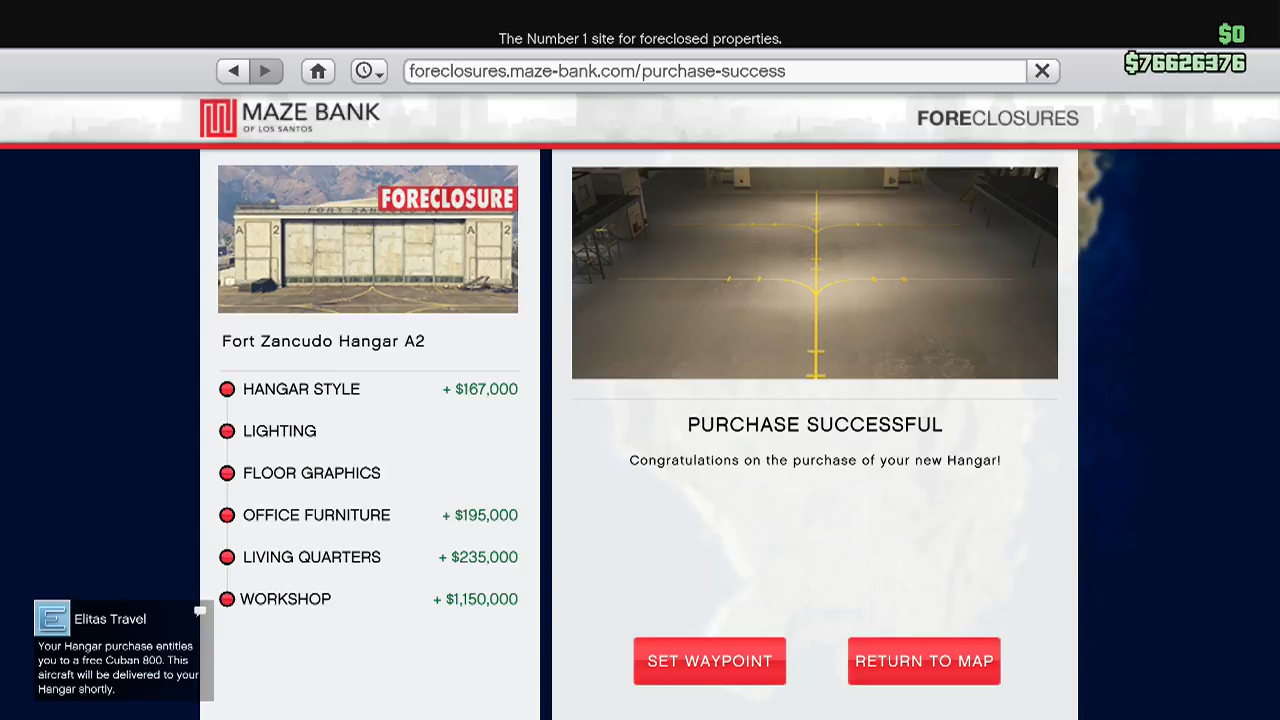 The Number 1 site for foreclosed properties.
$0
$76626376
foreclosures.maze-bank.com/purchase-success
MAZE BANK
OF LOS SANTOS
FORECLOSURES
FORECLOSURE
FORT ZANCUDO
A 2
A 2
Fort Zancudo Hangar A2
HANGAR STYLE + $167,000
LIGHTING
FLOOR GRAPHICS
OFFICE FURNITURE + $195,000
LIVING QUARTERS + $235,000
WORKSHOP + $1,150,000
PURCHASE SUCCESSFUL
Congratulations on the purchase of your new Hangar!
SET WAYPOINT
RETURN TO MAP
E
Elitas Travel
Your Hangar purchase entitles
you to a free Cuban 800. This
aircraft will be delivered to your
Hangar shortly.